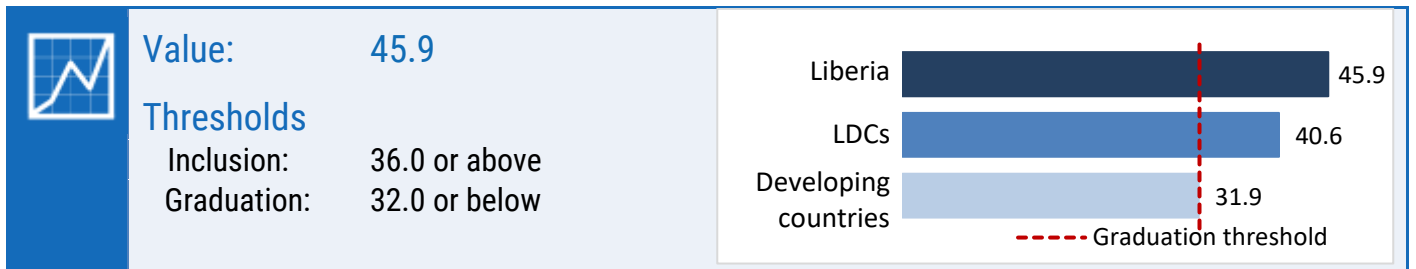 Value: 45.9
Thresholds
Inclusion: 36.0 or above
Graduation: 32.0 or below
Liberia 45.9
LDCs 40.6
Developing
countries 31.9
Graduation threshold